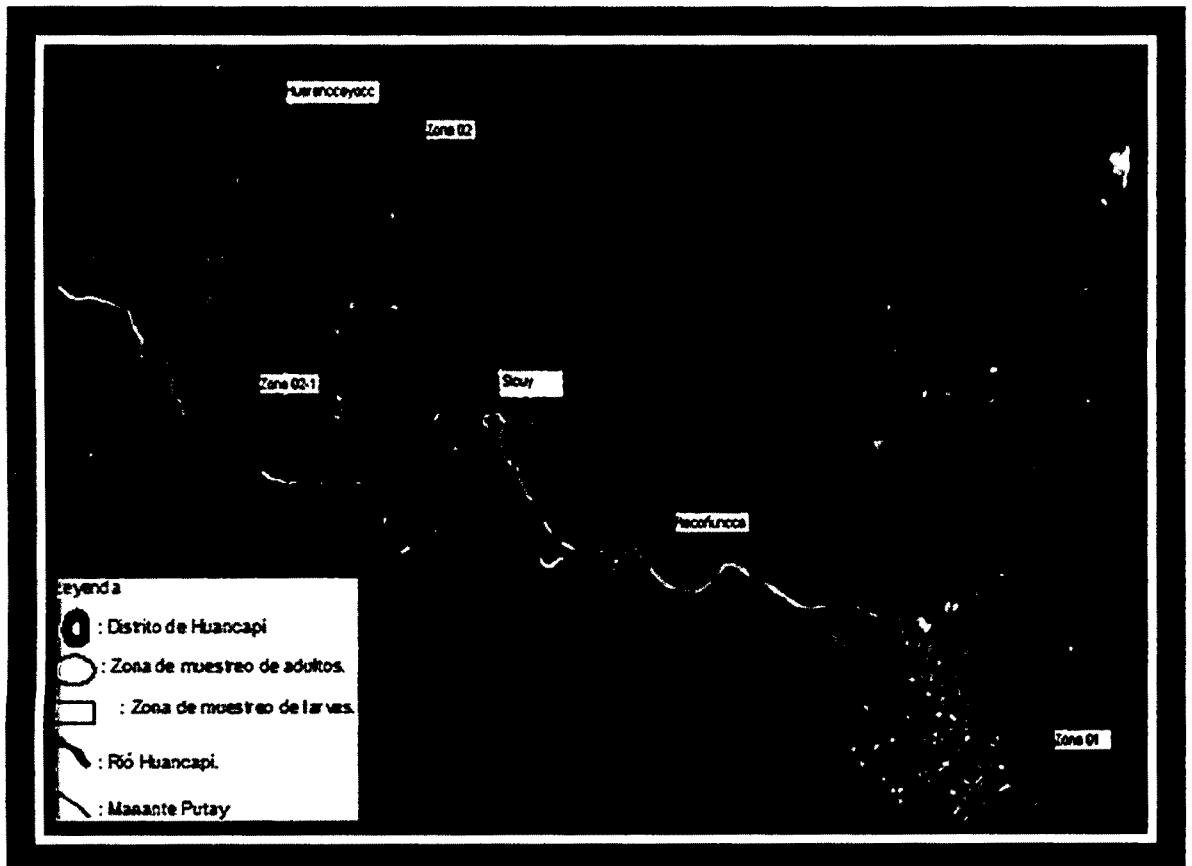 Huarancceyocc
Zona 02
Zona 02-1
Sicuy
Leyenda
: Distrito de Huancapi
: Zona de muestreo de adultos.
: Zona de muestreo de larvas.
: Rió Huancapi.
: Manante Putay
Zona 01